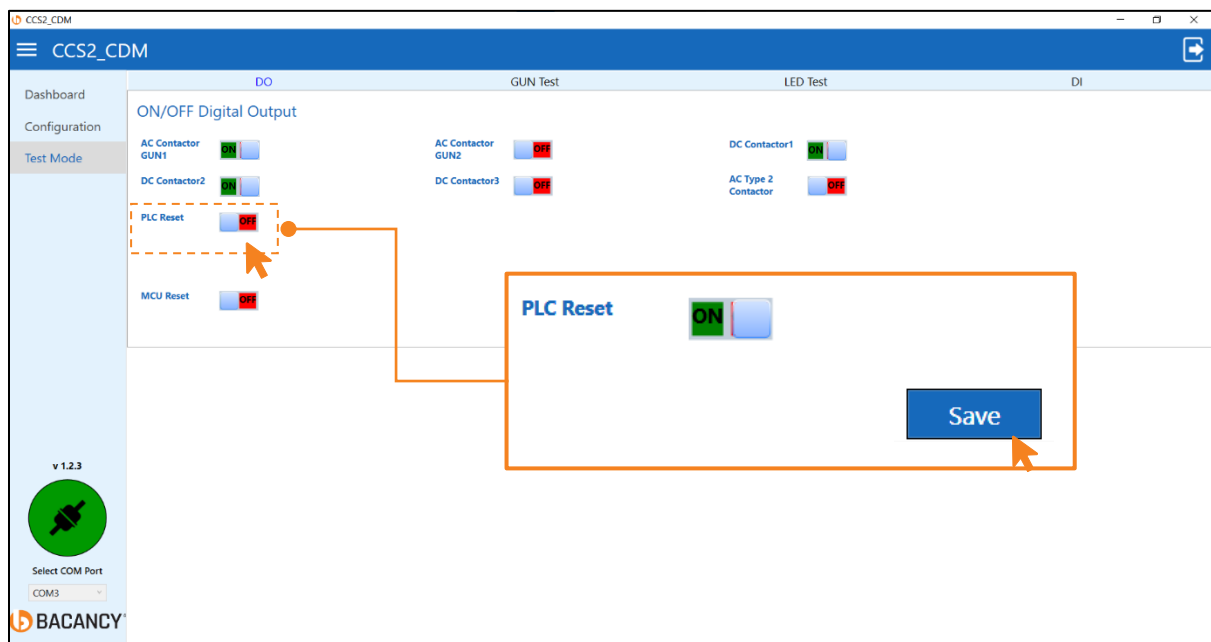 CCS2_CDM
CCS2_CDM
Dashboard
Configuration
Test Mode
DO
GUN Test
LED Test
DI
ON/OFF Digital Output
AC Contactor
GUN1
ON
AC Contactor
GUN2
OFF
DC Contactor1
ON
DC Contactor2
ON
DC Contactor3
OFF
AC Type 2
Contactor
OFF
PLC Reset
OFF
MCU Reset
OFF
PLC Reset
ON
Save
v 1.2.3
Select COM Port
COM3
BACANCY